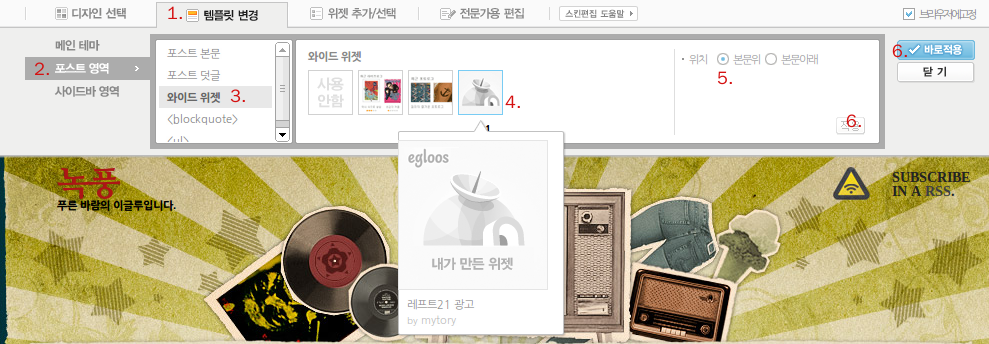 디자인 선택
1. 템플릿 변경
위젯 추가/선택
전문가용 편집
스킨편집 도움말
브라우저에고정
메인 테마
2. 포스트 영역
사이드바 영역
포스트 본문
포스트 덧글
와이드 위젯 3.
<blockquote>
<ul>
와이드 위젯
사용
안함
4.
위치
본문위
본문아래
5.
6. 바로적용
닫 기
6.
적용
1
egloos
내가 만든 위젯
레프트21 광고
by mytory
녹풍
푸른 바람의 이글루입니다.
SUBSCRIBE
IN A RSS.